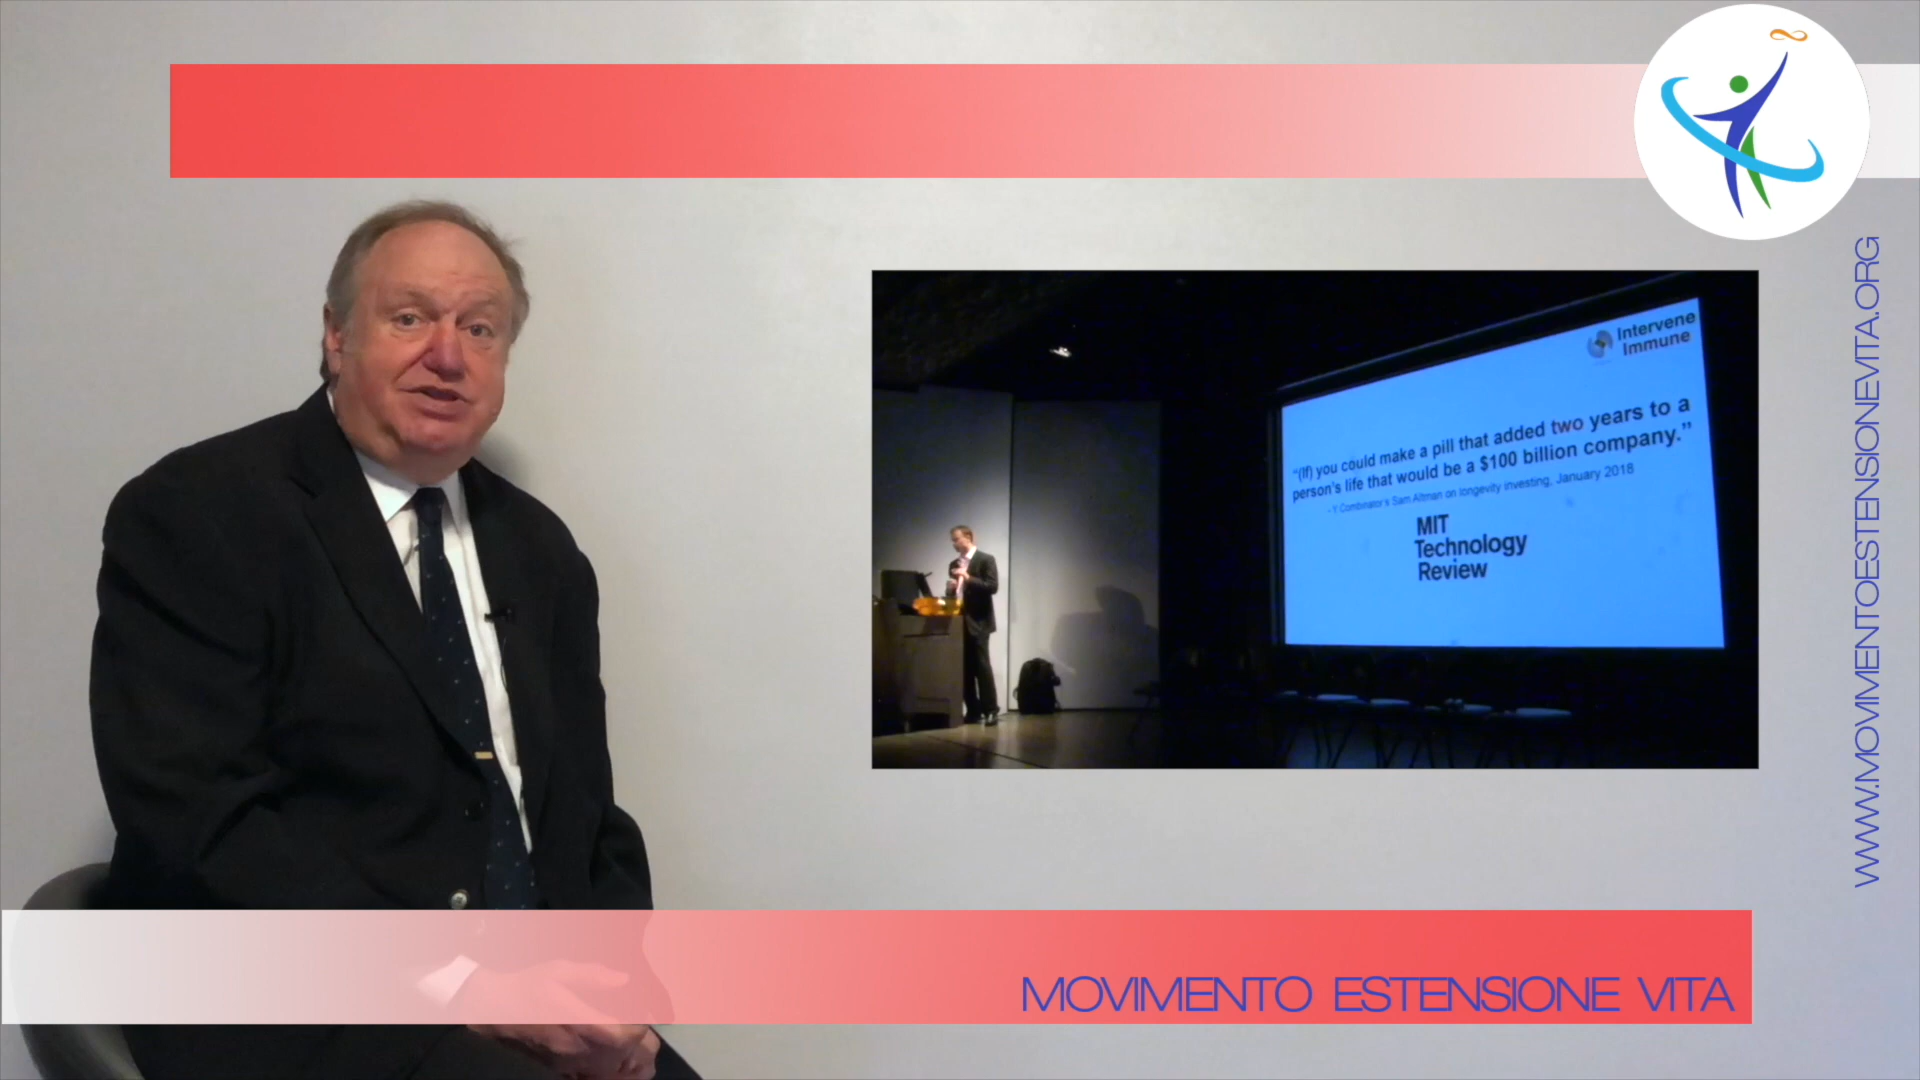 Intervene
Immune
“(If) you could make a pill that added two years to a
person’s life that would be a $100 billion company.”
- Y Combinator’s Sam Altman on longevity investing, January 2018
MIT
Technology
Review
WWW.MOVIMENTOESTENSIONEVITA.ORG
MOVIMENTO ESTENSIONE VITA